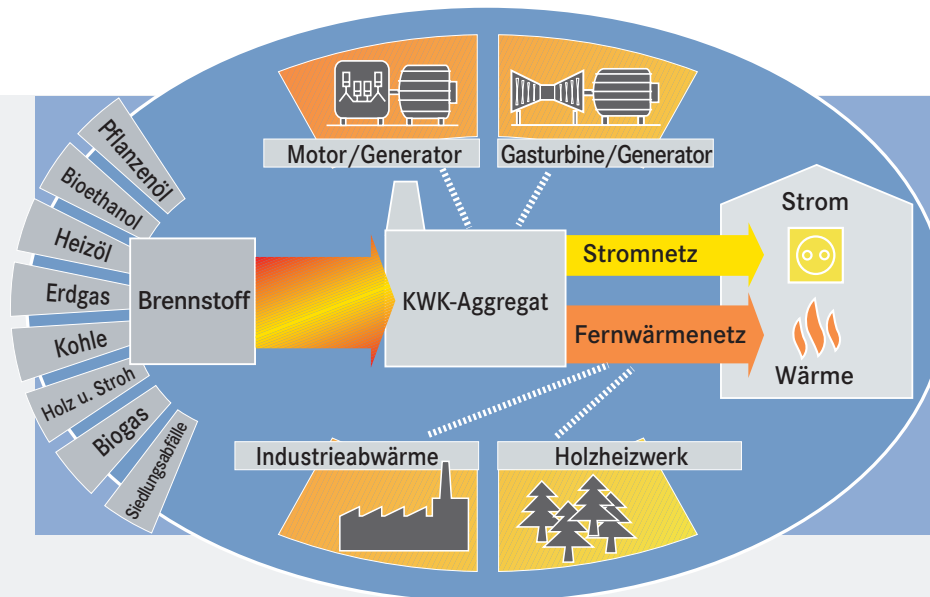 Motor/Generator
Gasturbine/Generator
Pflanzenöl
Bioethanol
Heizöl
Erdgas
Kohle
Holz u. Stroh
Biogas
Siedlungsabfälle
Brennstoff
KWK-Aggregat
Stromnetz
Fernwärmenetz
Strom
Wärme
Industrieabwärme
Holzheizwerk